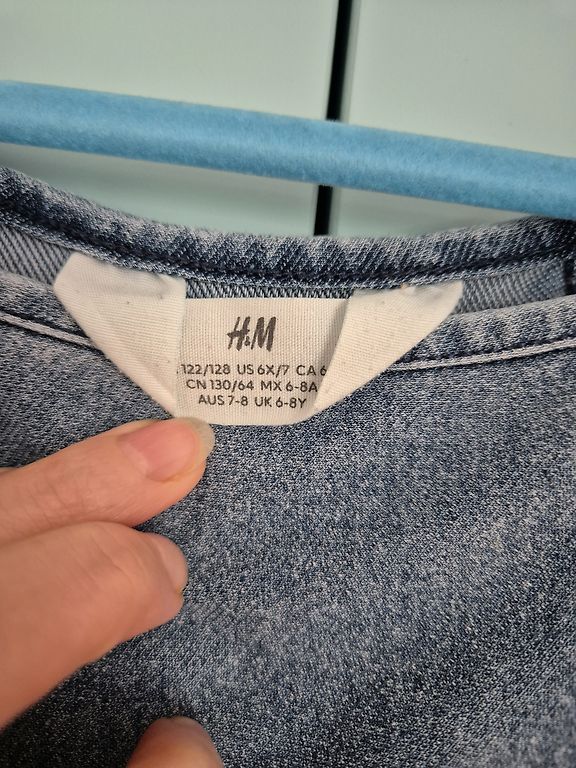 H&M
122/128 US 6X/7 CA 6
CN 130/64 MX 6-8A
AUS 7-8 UK 6-8Y